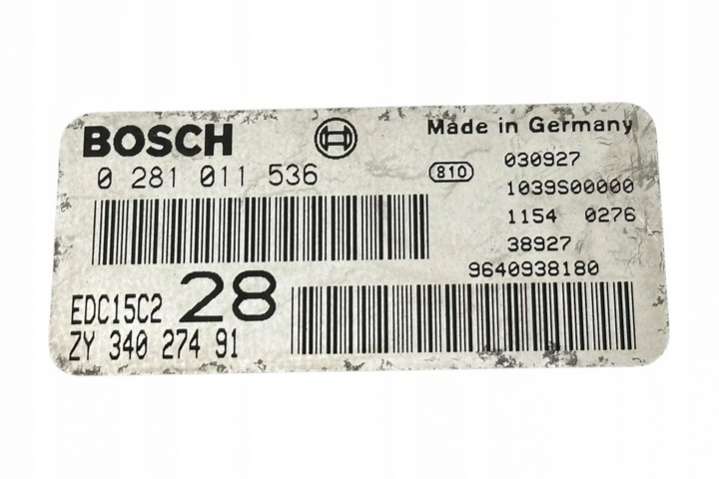 BOSCH
Made in Germany
0 281 011 536
810
030927
1039S00000
1154 0276
38927
9640938180
EDC15C2
28
ZY 340 274 91